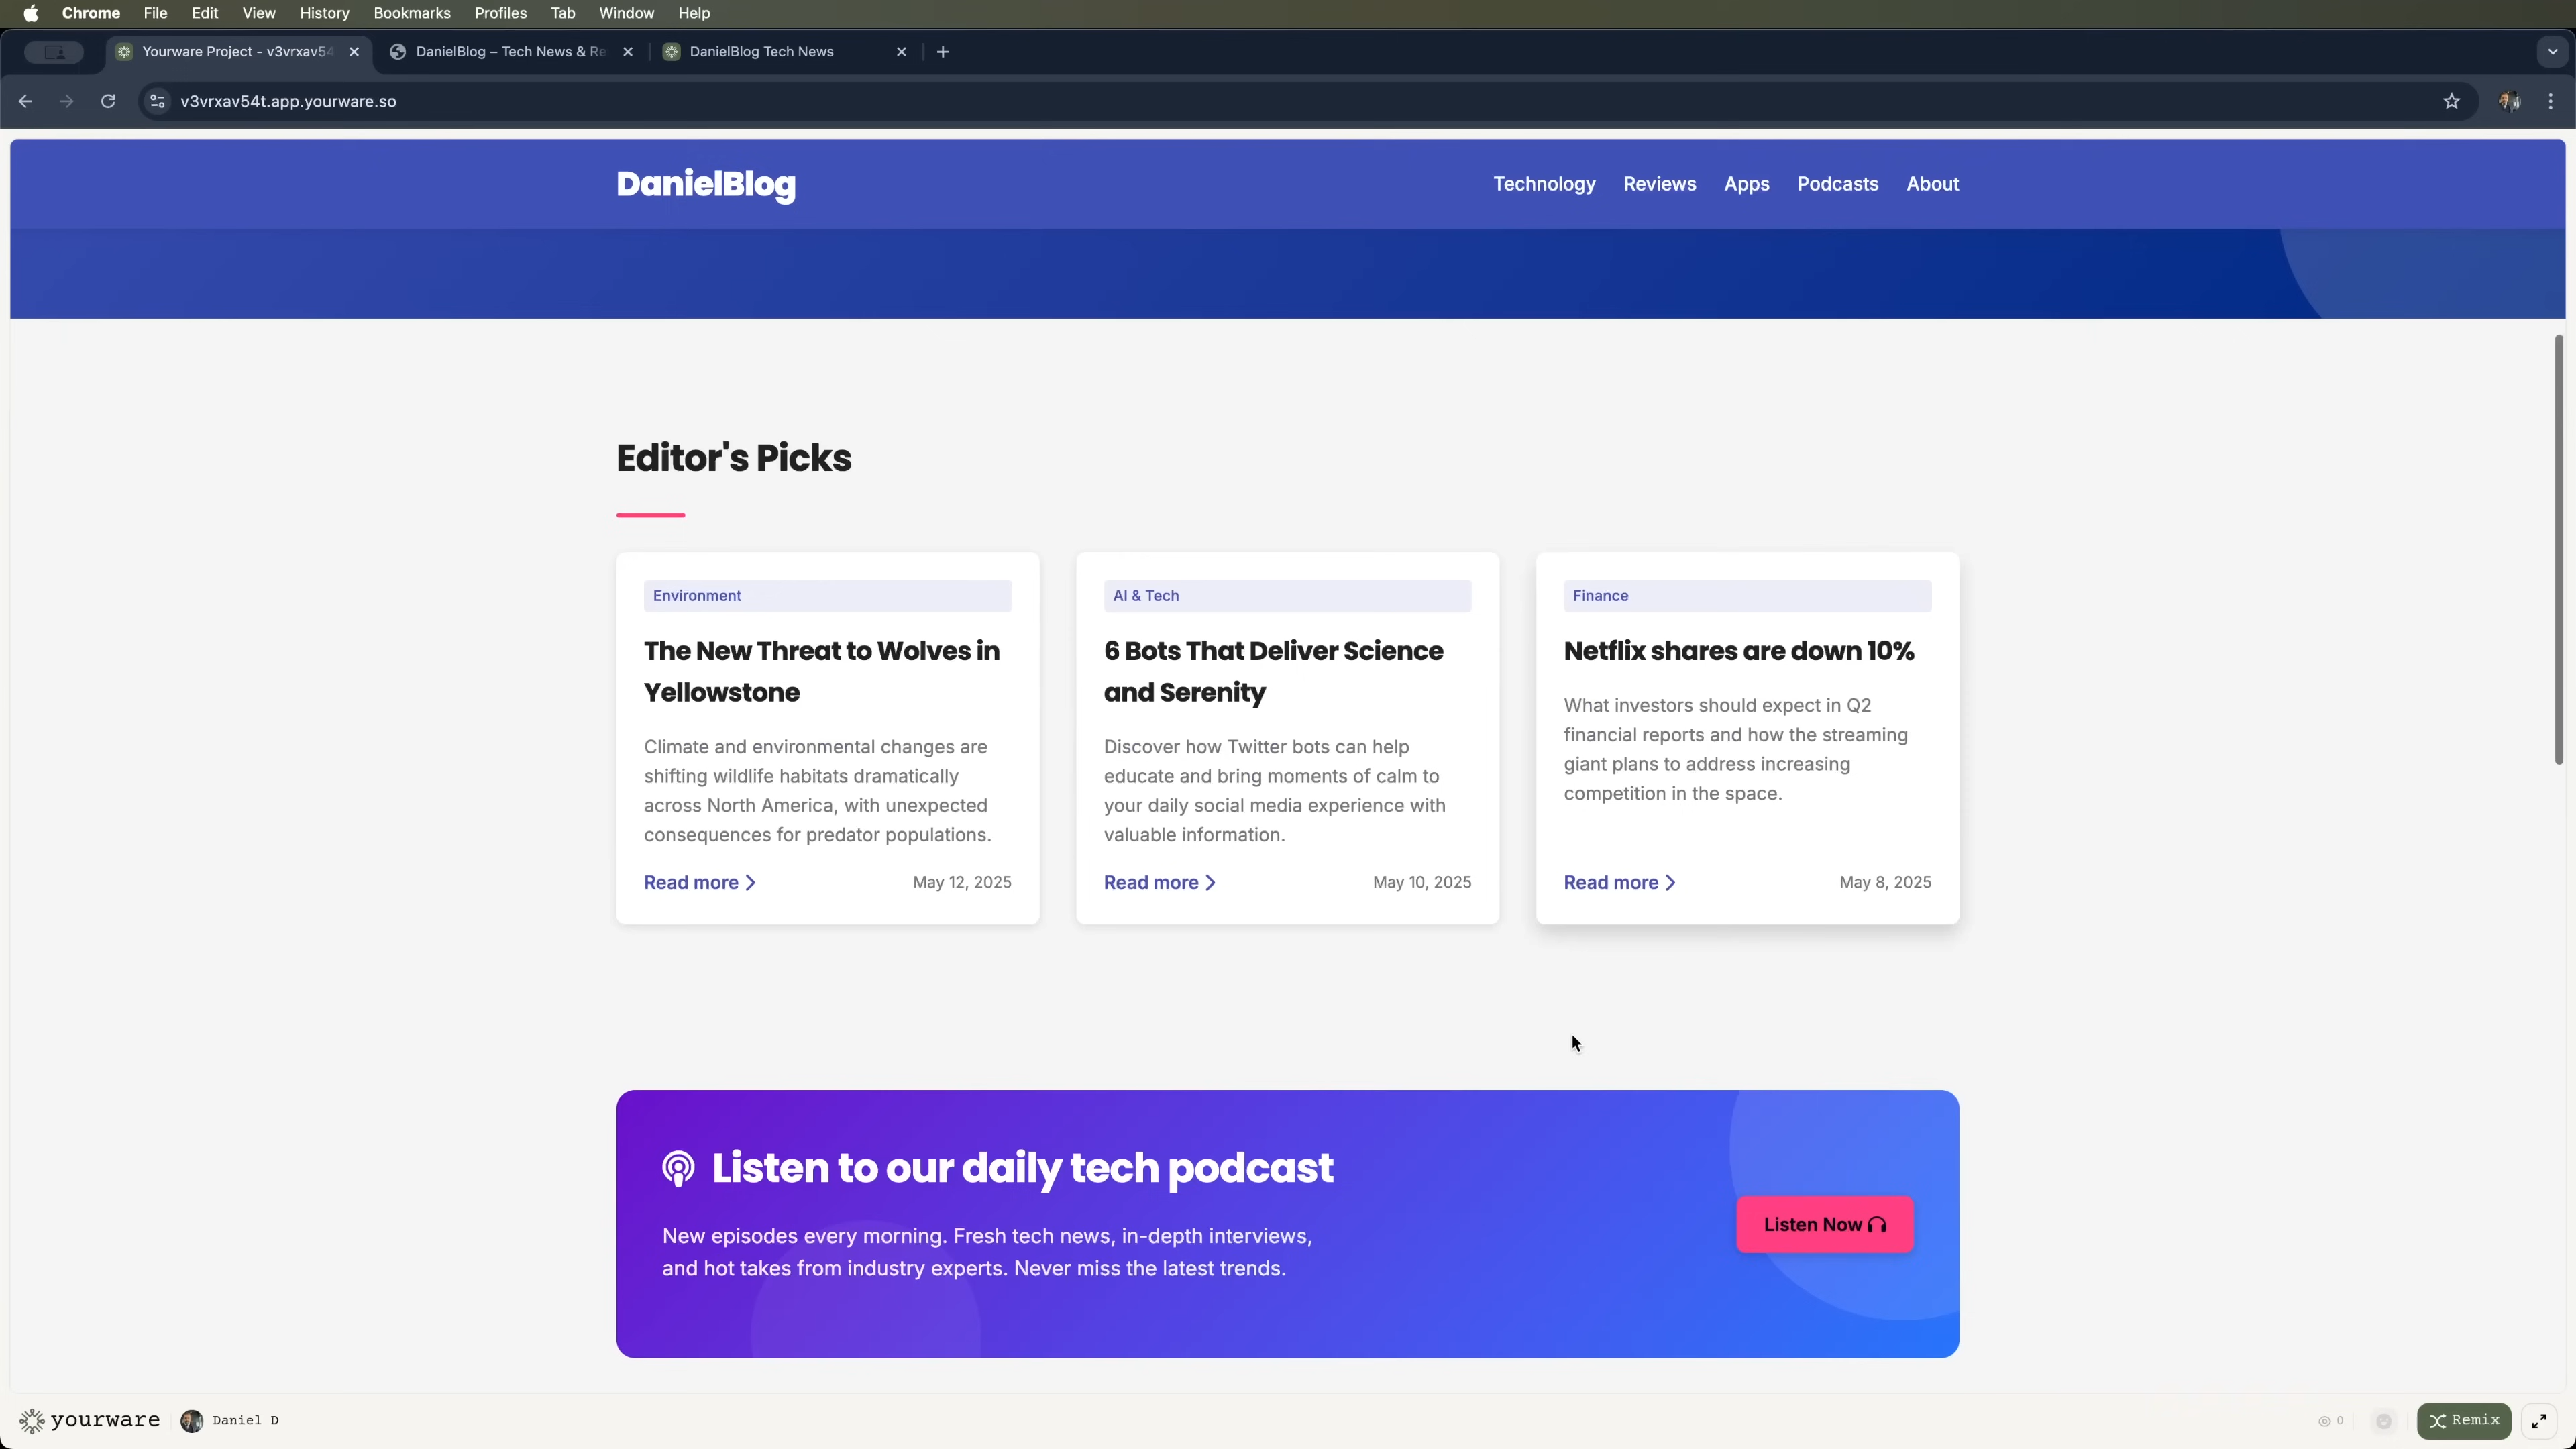 Chrome File Edit View History Bookmarks Profiles Tab Window Help
Yourware Project - v3vrxav54 DanielBlog – Tech News & Re DanielBlog Tech News
v3vrxav54t.app.yourware.so
DanielBlog
Technology Reviews Apps Podcasts About
Editor's Picks
Environment
The New Threat to Wolves in
Yellowstone
Climate and environmental changes are
shifting wildlife habitats dramatically
across North America, with unexpected
consequences for predator populations.
Read more May 12, 2025
AI & Tech
6 Bots That Deliver Science
and Serenity
Discover how Twitter bots can help
educate and bring moments of calm to
your daily social media experience with
valuable information.
Read more May 10, 2025
Finance
Netflix shares are down 10%
What investors should expect in Q2
financial reports and how the streaming
giant plans to address increasing
competition in the space.
Read more May 8, 2025
Listen to our daily tech podcast
New episodes every morning. Fresh tech news, in-depth interviews,
and hot takes from industry experts. Never miss the latest trends.
Listen Now
yourware Daniel D 0 Remix